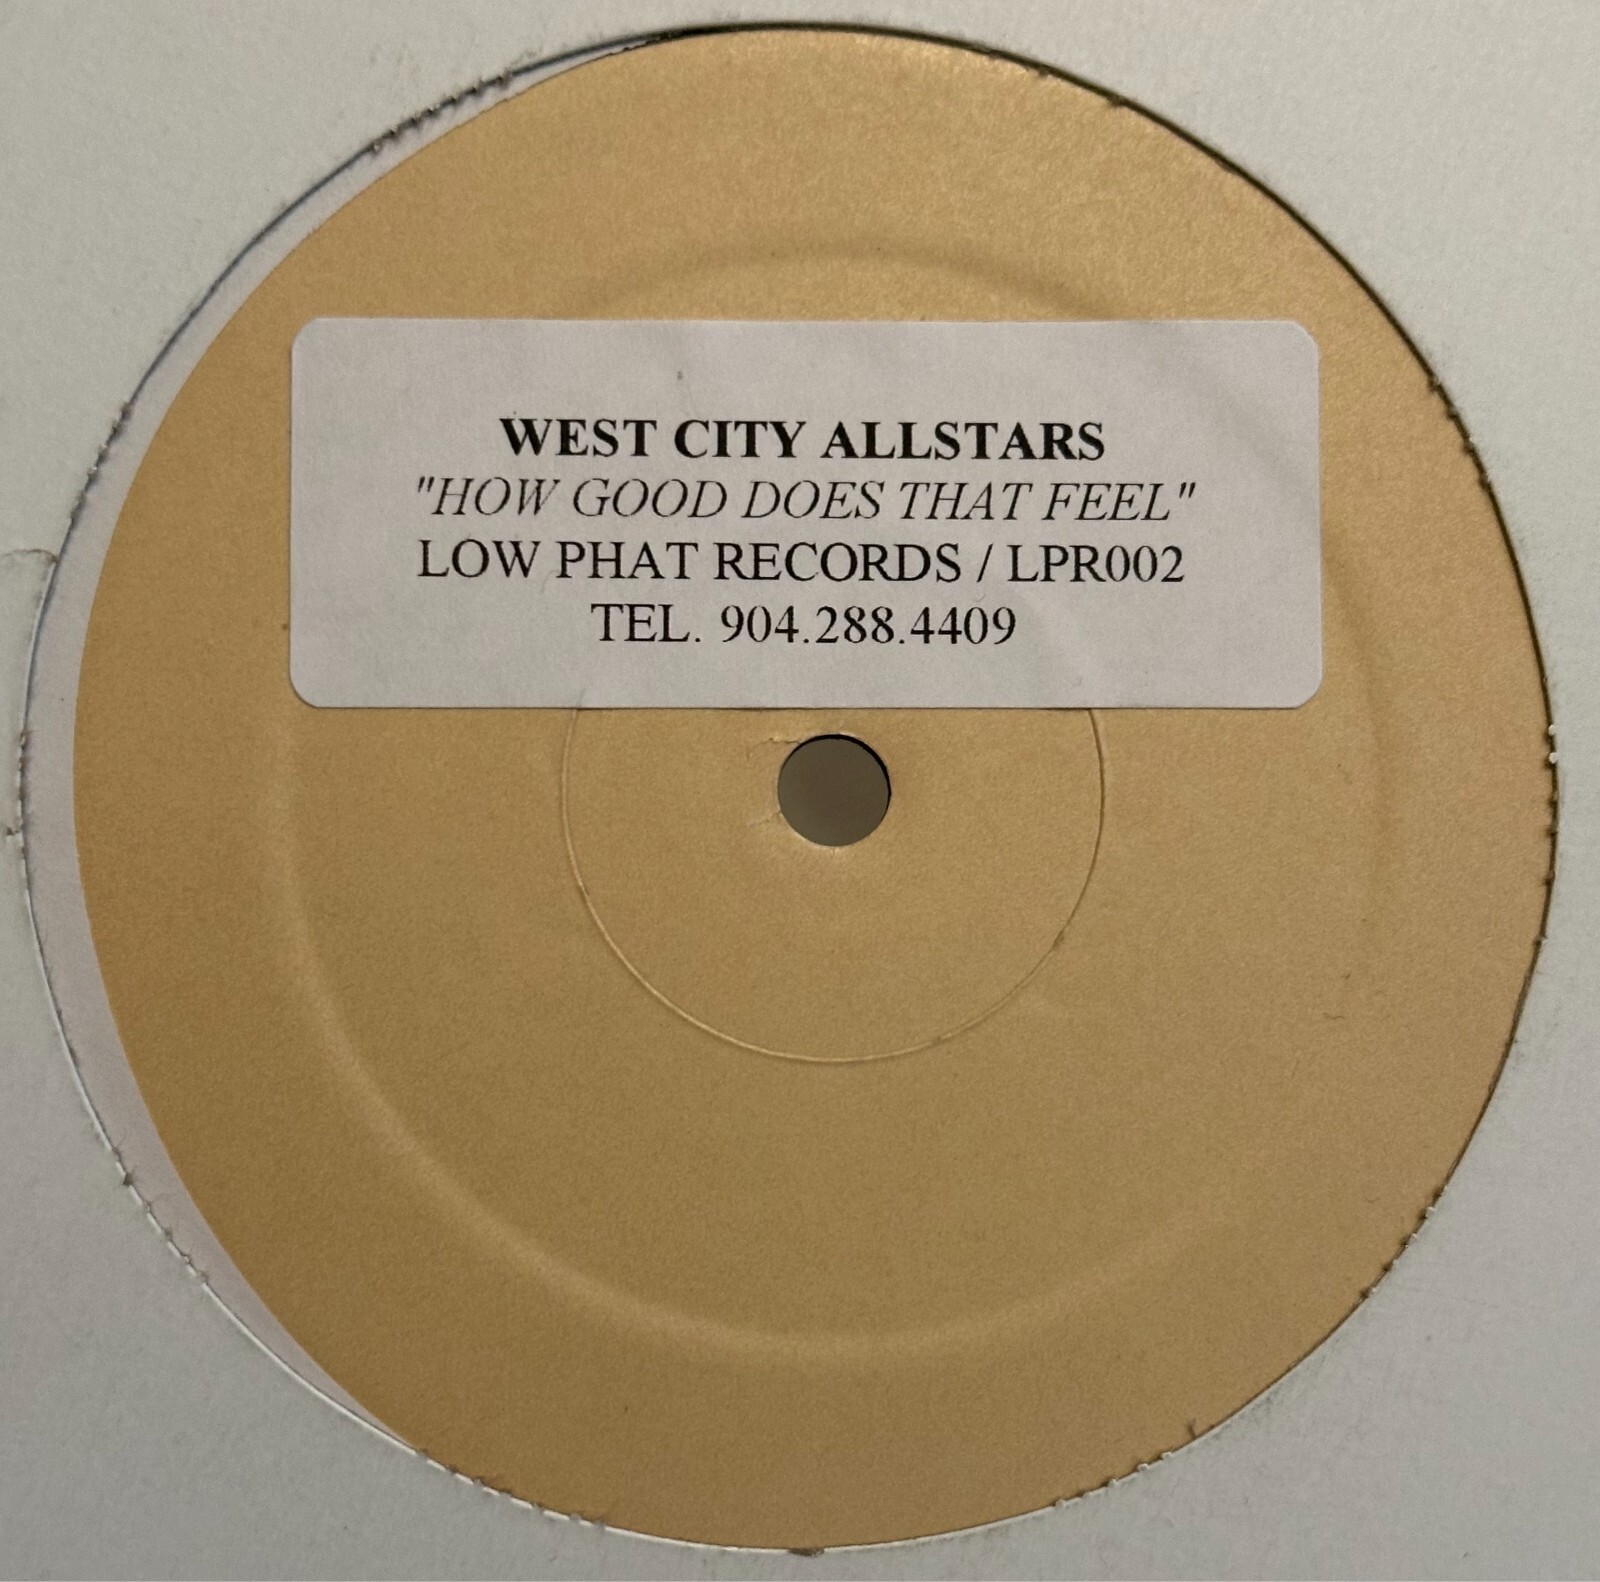 WEST CITY ALLSTARS
"HOW GOOD DOES THAT FEEL"
LOW PHAT RECORDS / LPR002
TEL. 904.288.4409